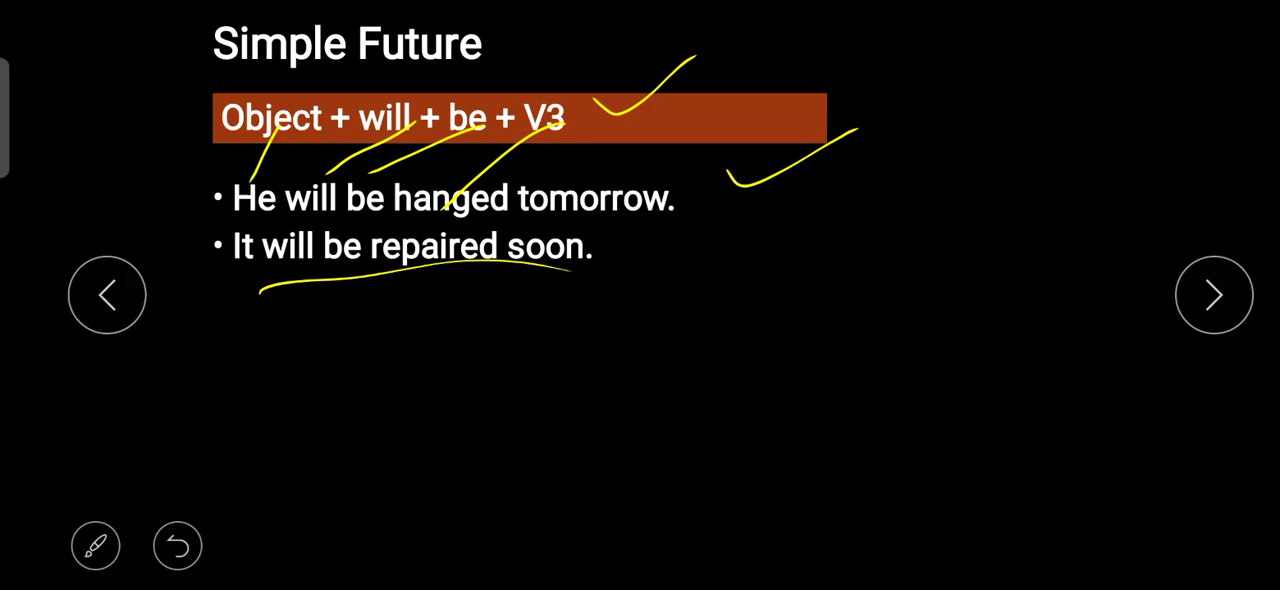 Simple Future
Object + will + be + V3
• He will be hanged tomorrow.
• It will be repaired soon.